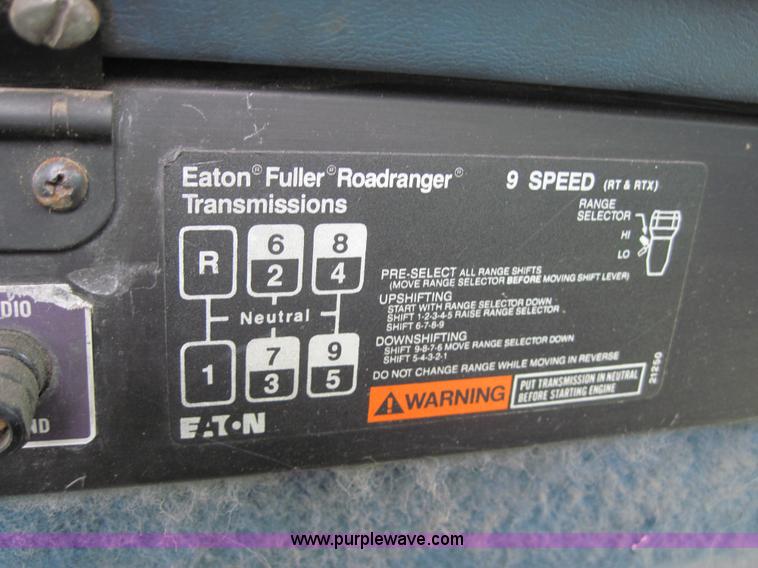 Eaton® Fuller® Roadranger®
Transmissions
9 SPEED (RT & RTX)
RANGE
SELECTOR
HI
LO
R
6
2
8
4
Neutral
1
7
3
9
5
PRE-SELECT ALL RANGE SHIFTS
(MOVE RANGE SELECTOR BEFORE MOVING SHIFT LEVER)
UPSHIFTING
START WITH RANGE SELECTOR DOWN
SHIFT 1-2-3-4-5 RAISE RANGE SELECTOR
SHIFT 6-7-8-9
DOWNSHIFTING
SHIFT 9-8-7-6 MOVE RANGE SELECTOR DOWN
SHIFT 5-4-3-2-1
DO NOT CHANGE RANGE WHILE MOVING IN REVERSE
WARNING
PUT TRANSMISSION IN NEUTRAL
BEFORE STARTING ENGINE
21250
EATON
DIO
ND
www.purplewave.com